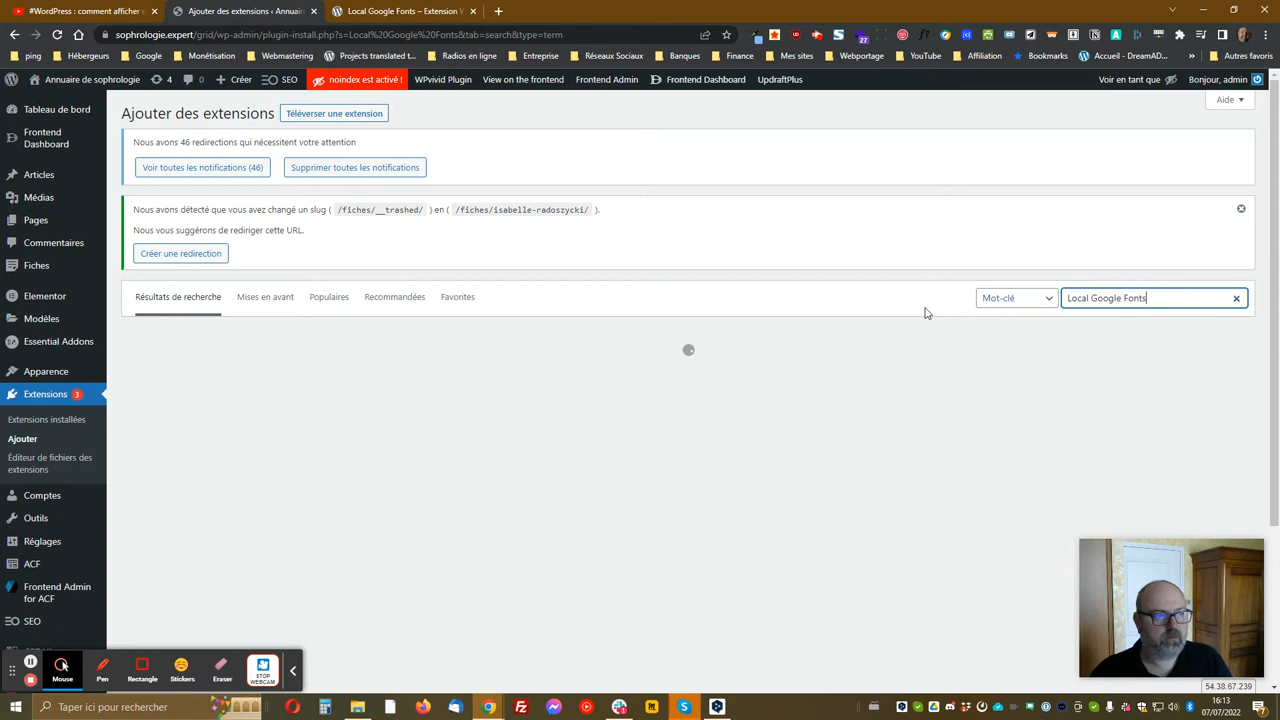 #WordPress : comment afficher
Ajouter des extensions ‹ Annuair
Local Google Fonts – Extension W
sophrologie.expert/grid/wp-admin/plugin-install.php?s=Local%20Google%20Fonts&tab=search&type=term
27
ping
Hébergeurs
Google
Monétisation
WordPress
Projets translated...
Radios en ligne
Entreprise
Réseaux Sociaux
Banques
Mes sites
Webportage
YouTube
Affiliation
Bookmarks
Accueil – DreamAD...
»
Autres favoris
Annuaire de sophrologie
4
0
Créer
SEO
noindex est activé !
WPvivid Plugin
View on the frontend
Frontend Admin
Frontend Dashboard
UpdraftPlus
Voir en tant que
Bonjour, admin
Tableau de bord
Frontend
Dashboard
Articles
Médias
Pages
Commentaires
Fiches
Elementor
Modèles
Essential Addons
Apparence
Extensions 3
Extensions installées
Ajouter
Éditeur de fichiers des
extensions
Comptes
Outils
Réglages
ACF
Frontend Admin
for ACF
SEO
Ajouter des extensions
Téléverser une extension
Aide
Nous avons 46 redirections qui nécessitent votre attention
Voir toutes les notifications (46)
Supprimer toutes les notifications
Nous avons détecté que vous avez changé un slug ( /fiches/__trashed/ ) en ( /fiches/isabelle-radoszycki/ ).
Nous vous suggérons de rediriger cette URL.
Créer une redirection
Résultats de recherche
Mises en avant
Populaires
Recommandées
Favorites
Mot-clé
Local Google Fonts
Mouse
Pen
Rectangle
Stickers
Eraser
STOP
WEBCAM
54.38.67.239
Taper ici pour rechercher
16:13
07/07/2022